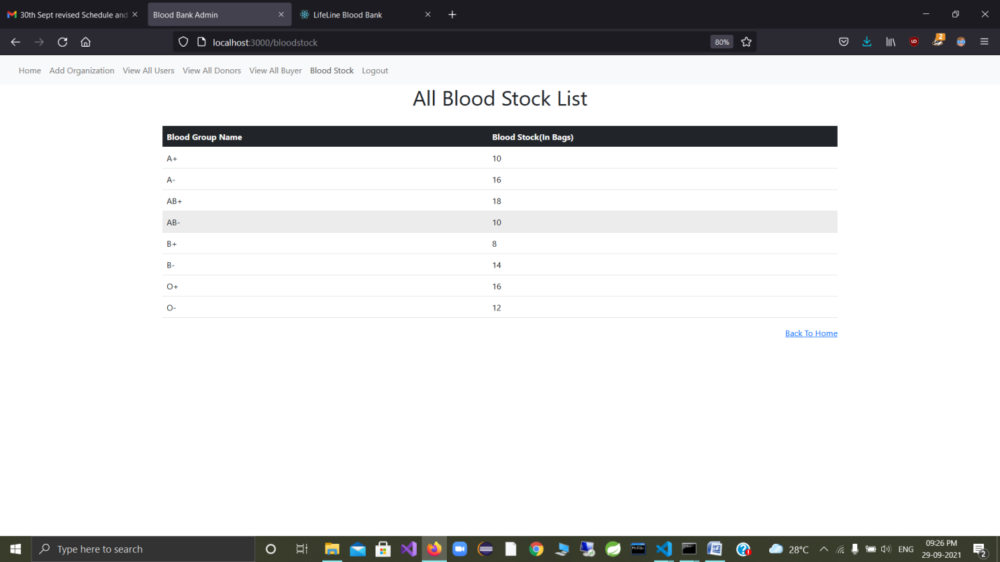 30th Sept revised Schedule and
Blood Bank Admin
LifeLine Blood Bank
localhost:3000/bloodstock
80%
2
Home Add Organization View All Users View All Donors View All Buyer Blood Stock Logout
All Blood Stock List
Blood Group Name Blood Stock(In Bags)
A+ 10
A- 16
AB+ 18
AB- 10
B+ 8
B- 14
O+ 16
O- 12
Back To Home
Type here to search
28°C
ENG
09:26 PM
29-09-2021
2